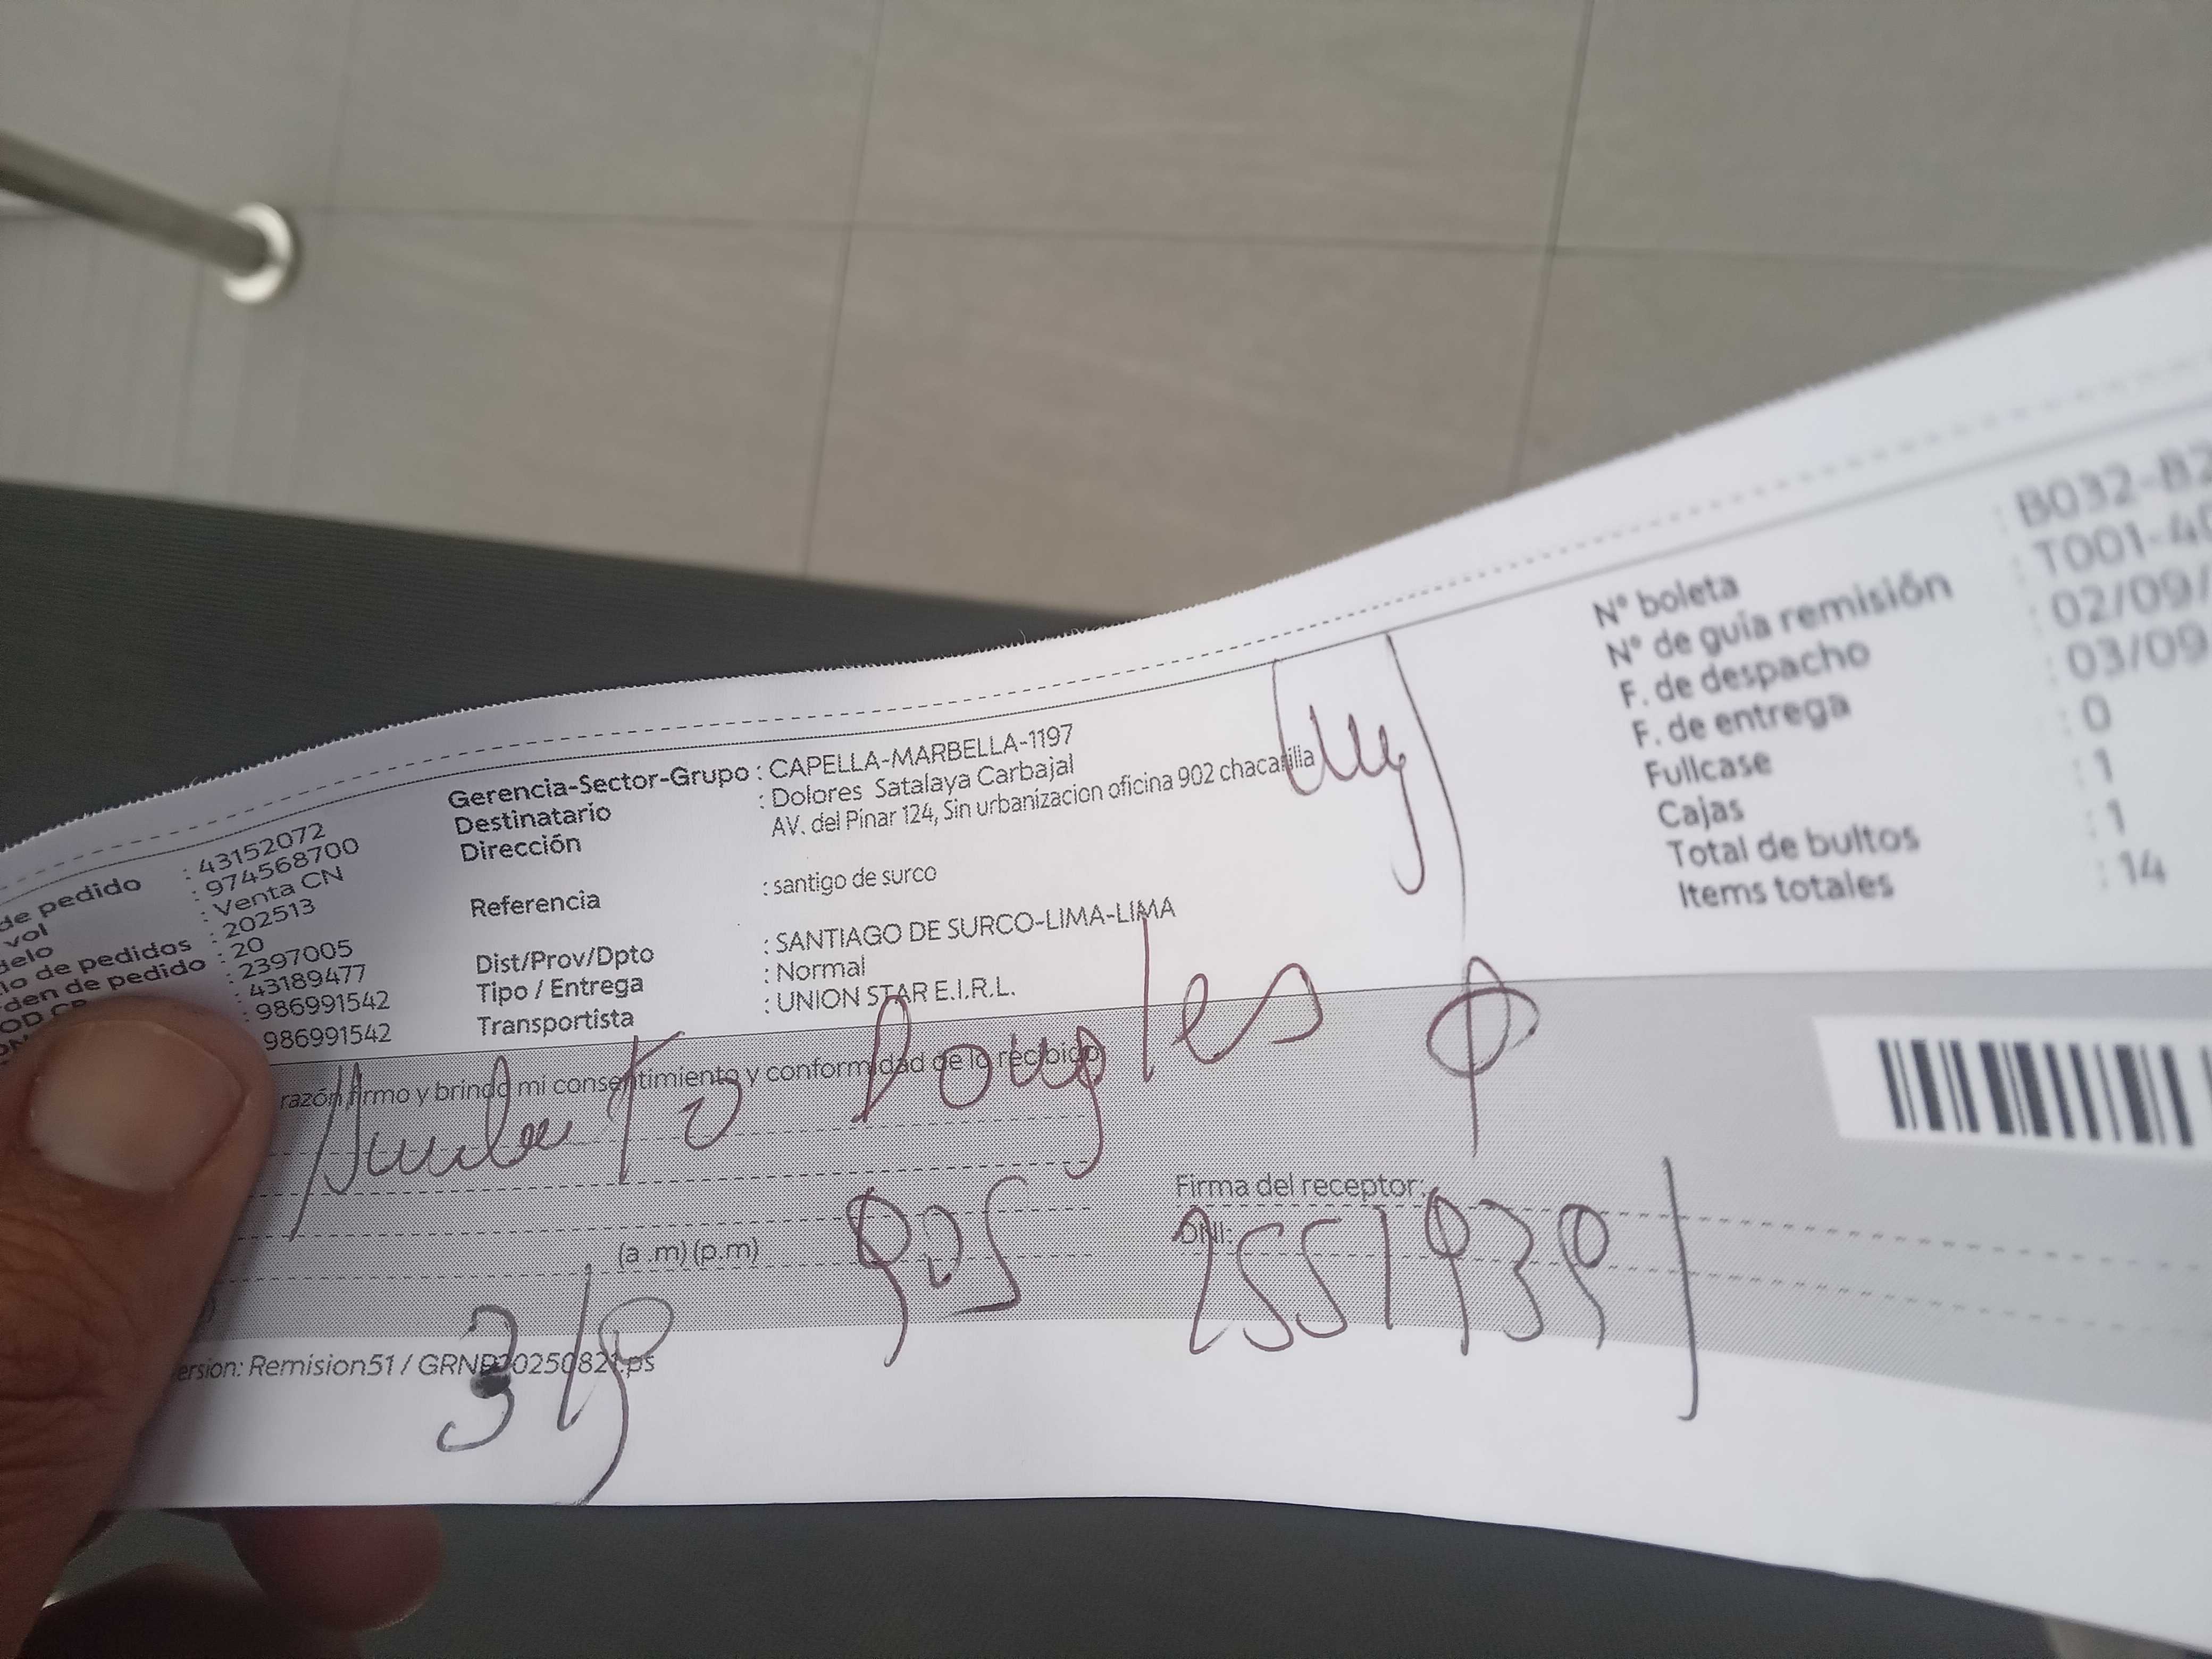 de pedido : 43152072
vol : 974568700
delo : Venta CN
io de pedidos : 202513
den de pedido : 20
OD CP : 2397005
: 43189477
: 986991542
986991542
Gerencia-Sector-Grupo : CAPELLA-MARBELLA-1197
Destinatario : Dolores Satalaya Carbajal
Dirección AV. del Pinar 124, Sin urbanizacion oficina 902 chacarilla
Referencia : santigo de surco
Dist/Prov/Dpto : SANTIAGO DE SURCO-LIMA-LIMA
Tipo / Entrega : Normal
Transportista : UNION STAR E.I.R.L.
N° boleta : B032-82
N° de guía remisión : T001-40
F. de despacho : 02/09/
F. de entrega : 03/09
Fullcase : 0
Cajas : 1
Total de bultos : 1
Items totales : 14
razón firmo y brindo mi consentimiento y conformidad de lo recibido
Douglas
Firma del receptor:
(a .m) (p.m) 905 DNI: 25519391
3/9
ersion: Remision51 / GRNP20250821.ps